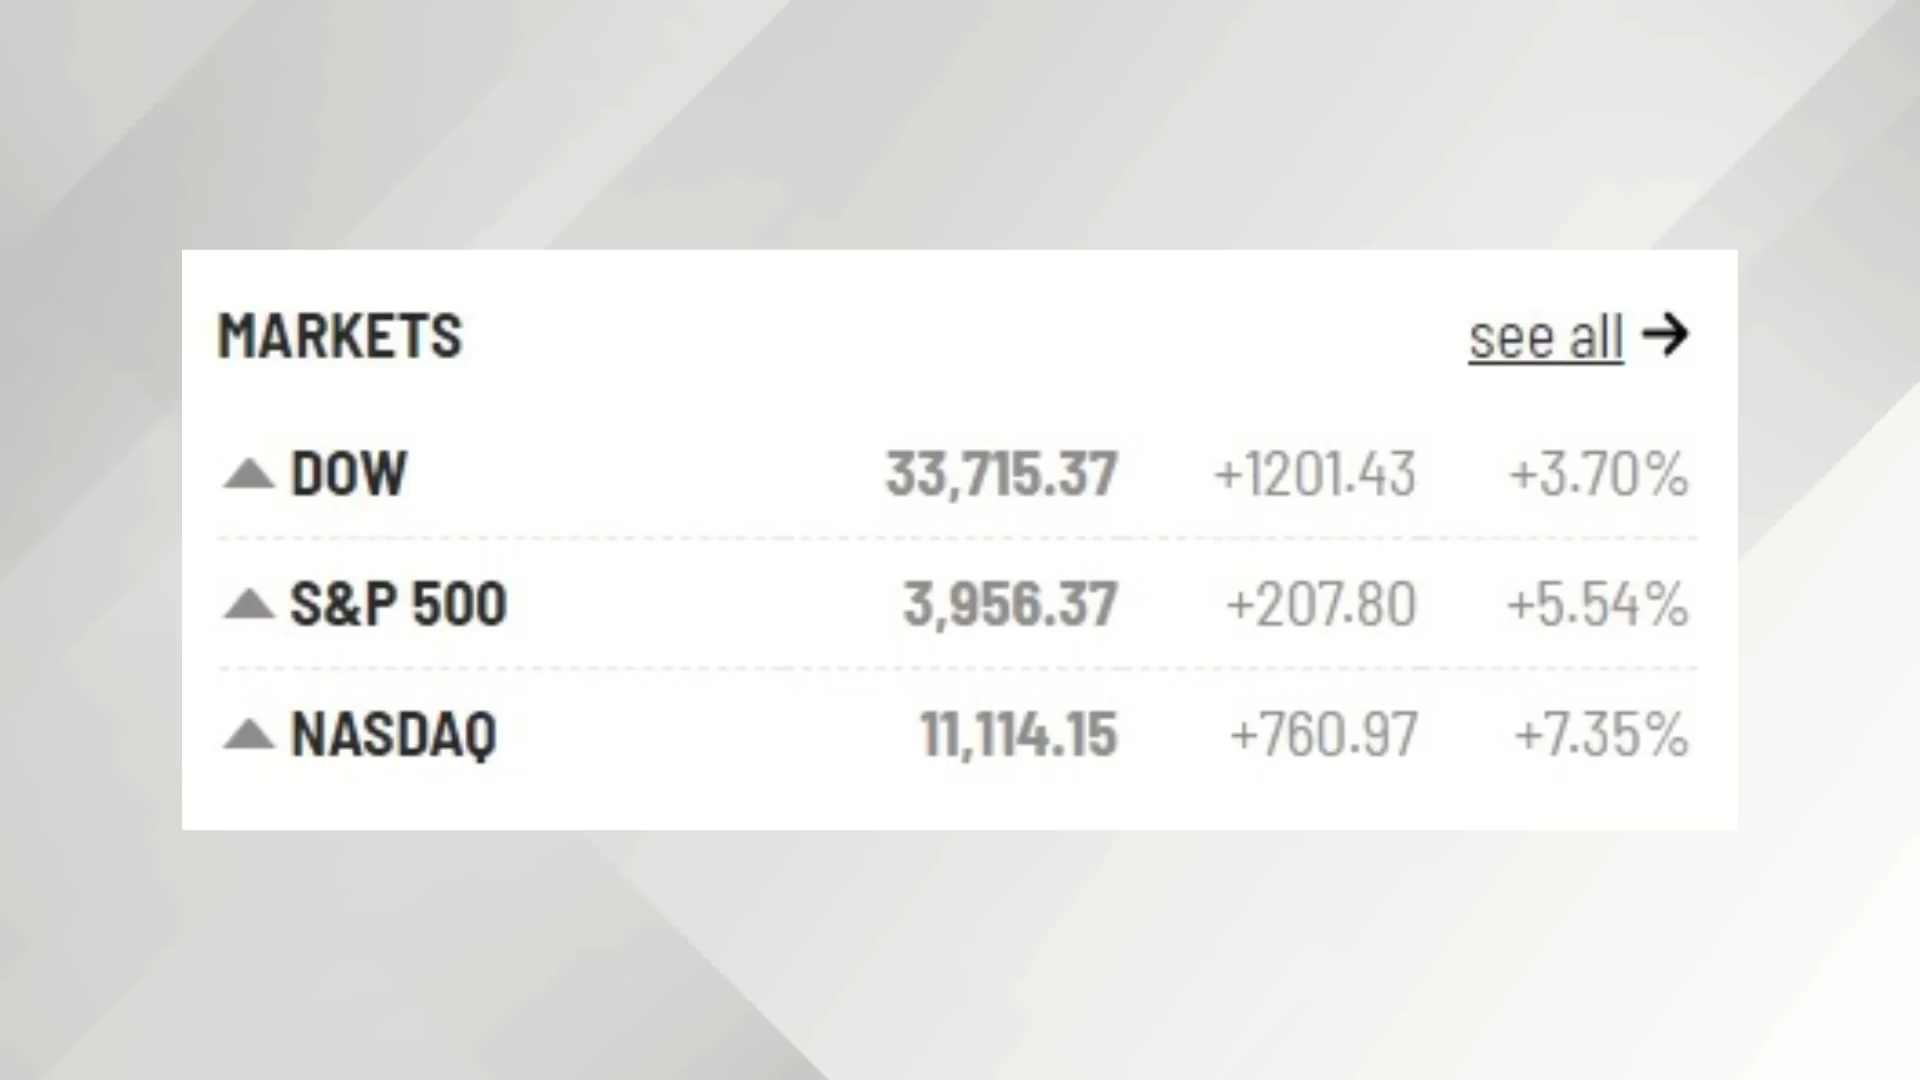 MARKETS see all →
DOW 33,715.37 +1201.43 +3.70%
S&P 500 3,956.37 +207.80 +5.54%
NASDAQ 11,114.15 +760.97 +7.35%